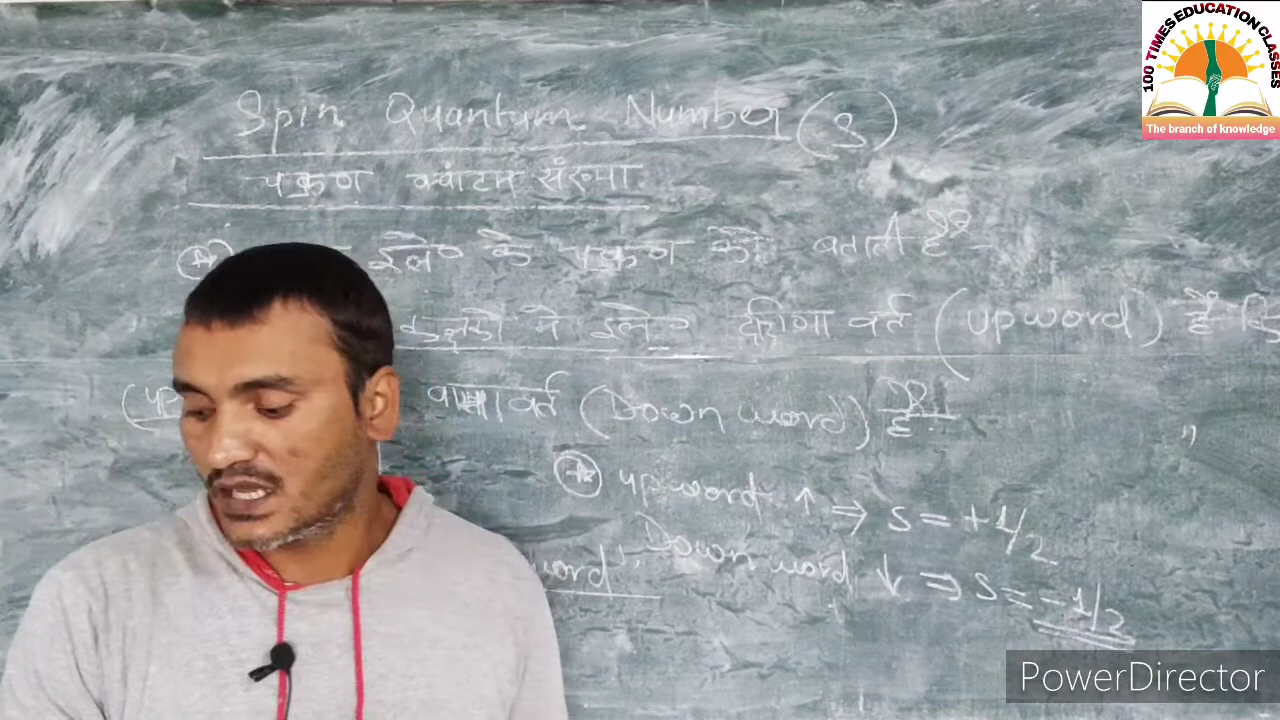 100 TIMES EDUCATION CLASSES
The branch of knowledge
Spin Quantum Number (S)
चक्रण क्वांटम संख्या
इले० के चक्रण को बताती है
में इले० दक्षिणावर्त (upword) है
वामावर्त (Down word) है।
upword ↑ ⇒ s = +1/2
word', Down word ↓ ⇒ s = -1/2
PowerDirector